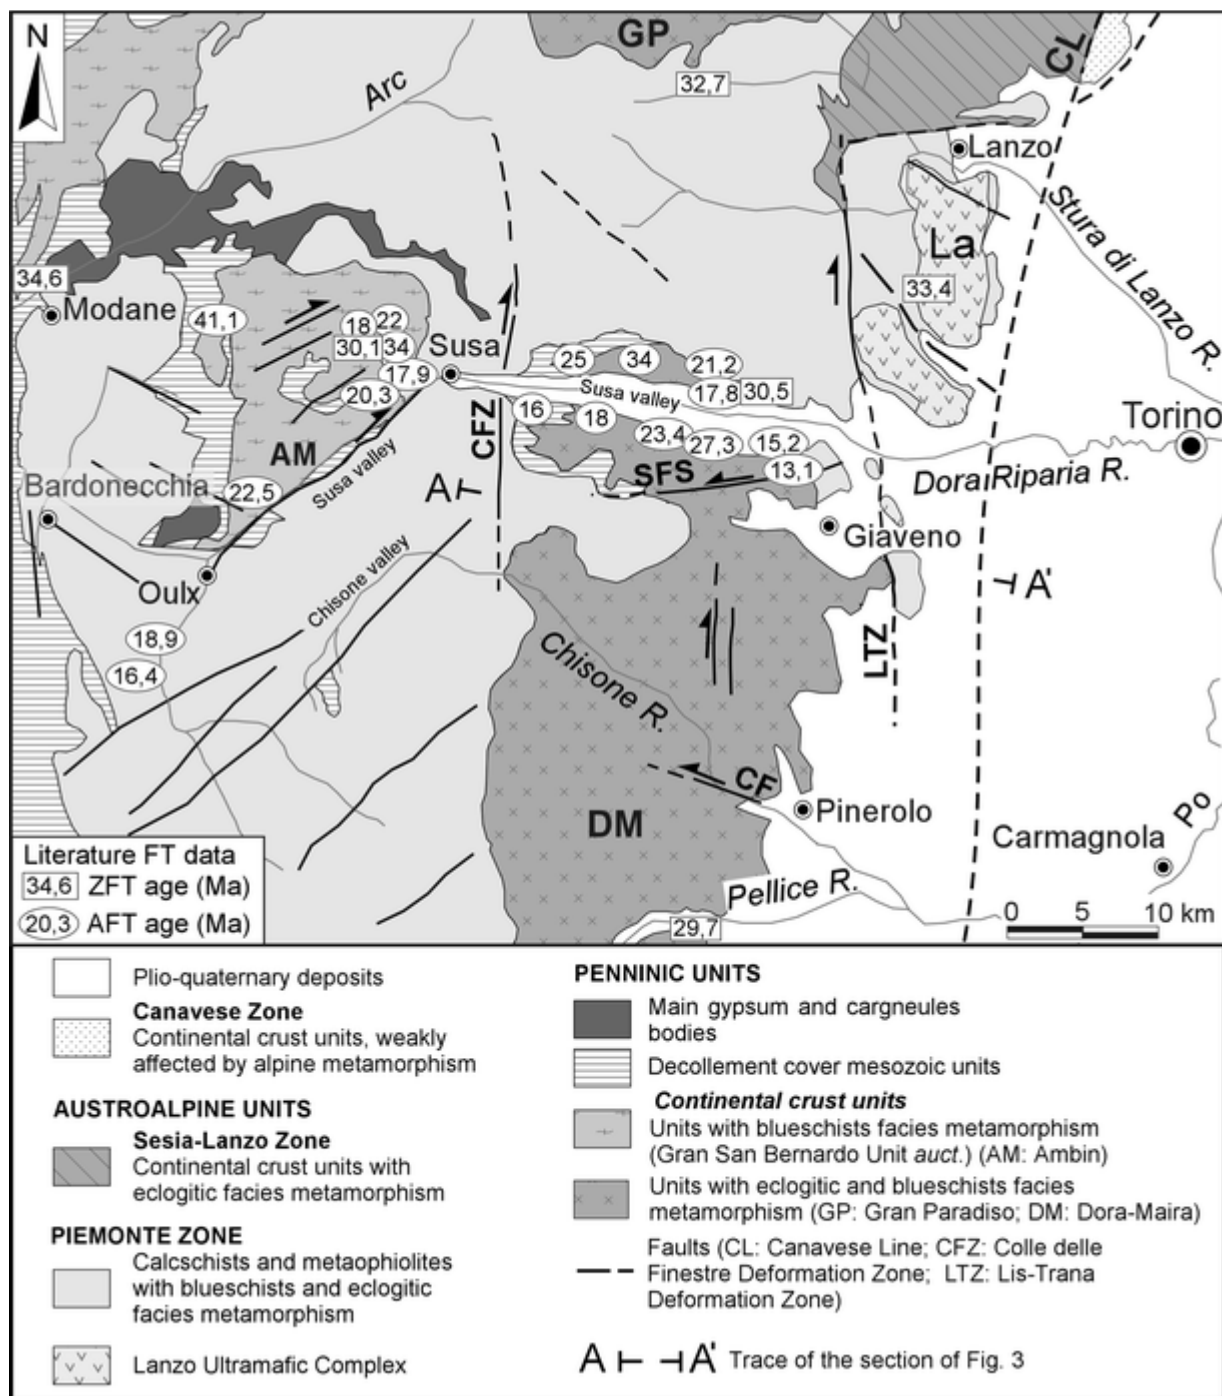 N
GP
CL
Arc
32,7
Lanzo
Stura di Lanzo R.
La
34,6
Modane
41,1
33,4
18
22
30,1
34
Susa
17,9
20,3
25
34
21,2
Susa valley
17,8
30,5
16
18
23,4
27,3
15,2
13,1
Torino
CFZ
AM
Susa valley
SFS
Dora Riparia R.
Bardonecchia
22,5
A
Giaveno
Oulx
Chisone valley
A'
18,9
16,4
Chisone R.
LTZ
CF
DM
Pinerolo
Po
Carmagnola
Pellice R.
29,7
0 5 10 km
Literature FT data
34,6 ZFT age (Ma)
20,3 AFT age (Ma)
Plio-quaternary deposits
Canavese Zone
Continental crust units, weakly
affected by alpine metamorphism
AUSTROALPINE UNITS
Sesia-Lanzo Zone
Continental crust units with
eclogitic facies metamorphism
PIEMONTE ZONE
Calcschists and metaophiolites
with blueschists and eclogitic
facies metamorphism
Lanzo Ultramafic Complex
PENNINIC UNITS
Main gypsum and cargneules
bodies
Decollement cover mesozoic units
Continental crust units
Units with blueschists facies metamorphism
(Gran San Bernardo Unit auct.) (AM: Ambin)
Units with eclogitic and blueschists facies
metamorphism (GP: Gran Paradiso; DM: Dora-Maira)
Faults (CL: Canavese Line; CFZ: Colle delle
Finestre Deformation Zone; LTZ: Lis-Trana
Deformation Zone)
A A' Trace of the section of Fig. 3